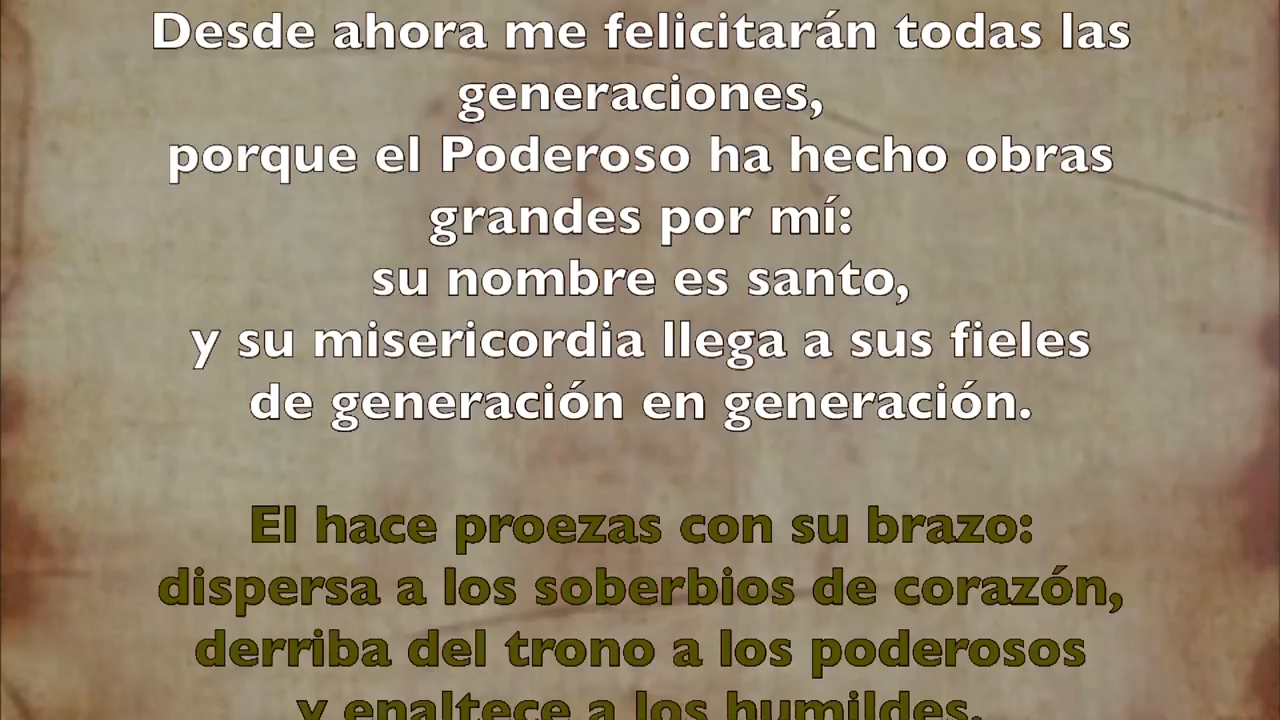 Desde ahora me felicitarán todas las
generaciones,
porque el Poderoso ha hecho obras
grandes por mí:
su nombre es santo,
y su misericordia llega a sus fieles
de generación en generación.
El hace proezas con su brazo:
dispersa a los soberbios de corazón,
derriba del trono a los poderosos
y enaltece a los humildes,